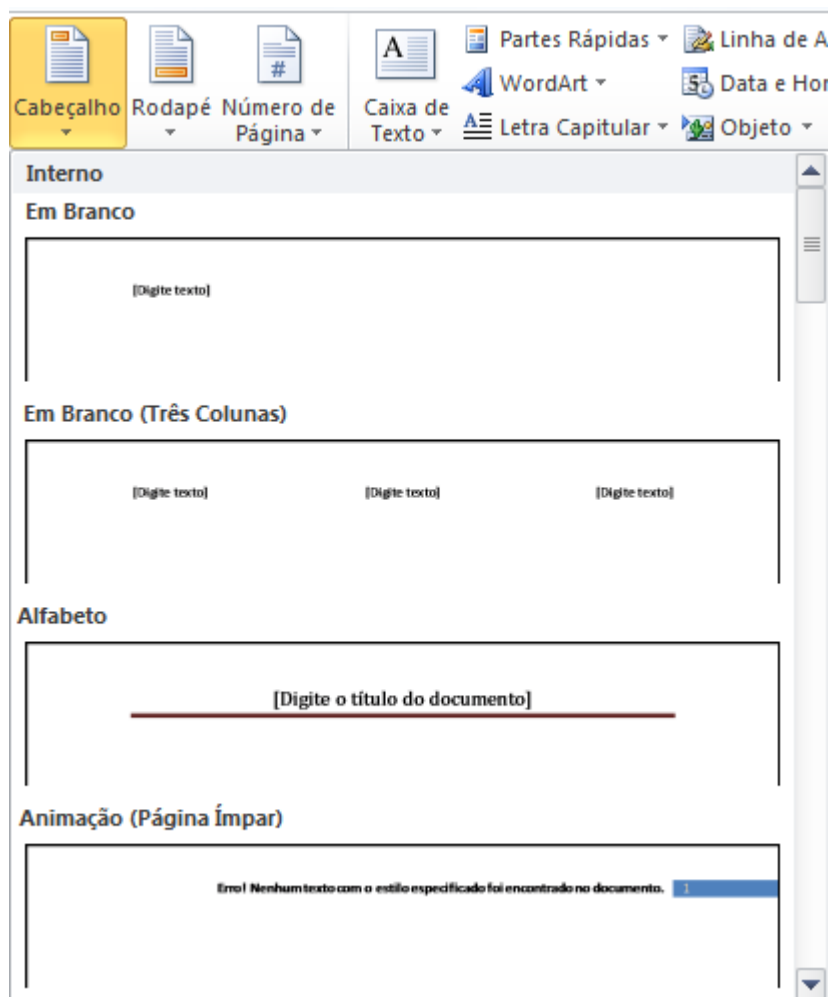 Cabeçalho
Rodapé
Número de
Página
A
Caixa de
Texto
Partes Rápidas
WordArt
Letra Capitular
Linha de A
Data e Hor
Objeto
Interno
Em Branco
[Digite texto]
Em Branco (Três Colunas)
[Digite texto] [Digite texto] [Digite texto]
Alfabeto
[Digite o título do documento]
Animação (Página Ímpar)
Erro! Nenhum texto com o estilo especificado foi encontrado no documento. 1